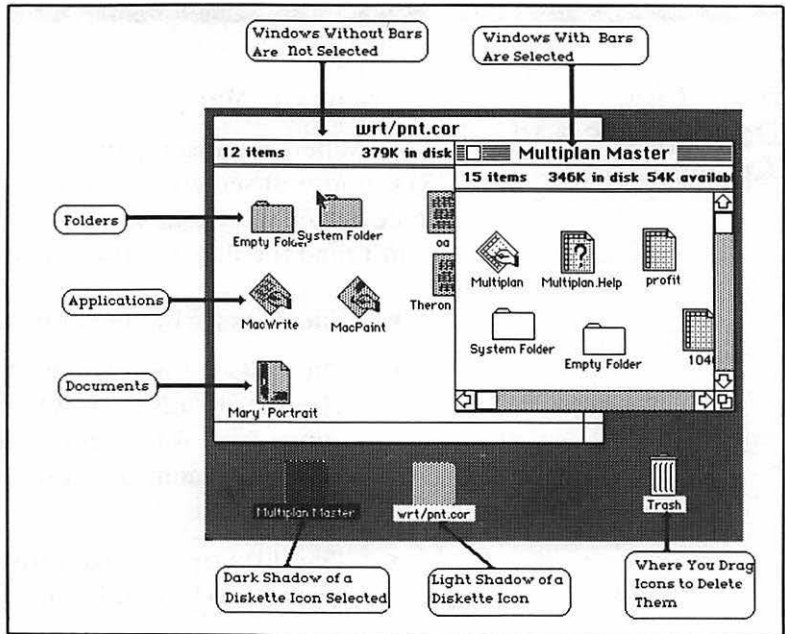 Windows Without Bars
Are Not Selected
Windows With Bars
Are Selected
wrt/pnt.cor
12 items 379K in disk
Multiplan Master
15 items 346K in disk 54K availabl
Folders
Empty Folder
System Folder
oa
Multiplan
Multiplan.Help
profit
Applications
MacWrite
MacPaint
Theron
System Folder
Empty Folder
1040
Documents
Mary' Portrait
Multiplan Master
wrt/pnt.cor
Trash
Dark Shadow of a
Diskette Icon Selected
Light Shadow of a
Diskette Icon
Where You Drag
Icons to Delete
Them